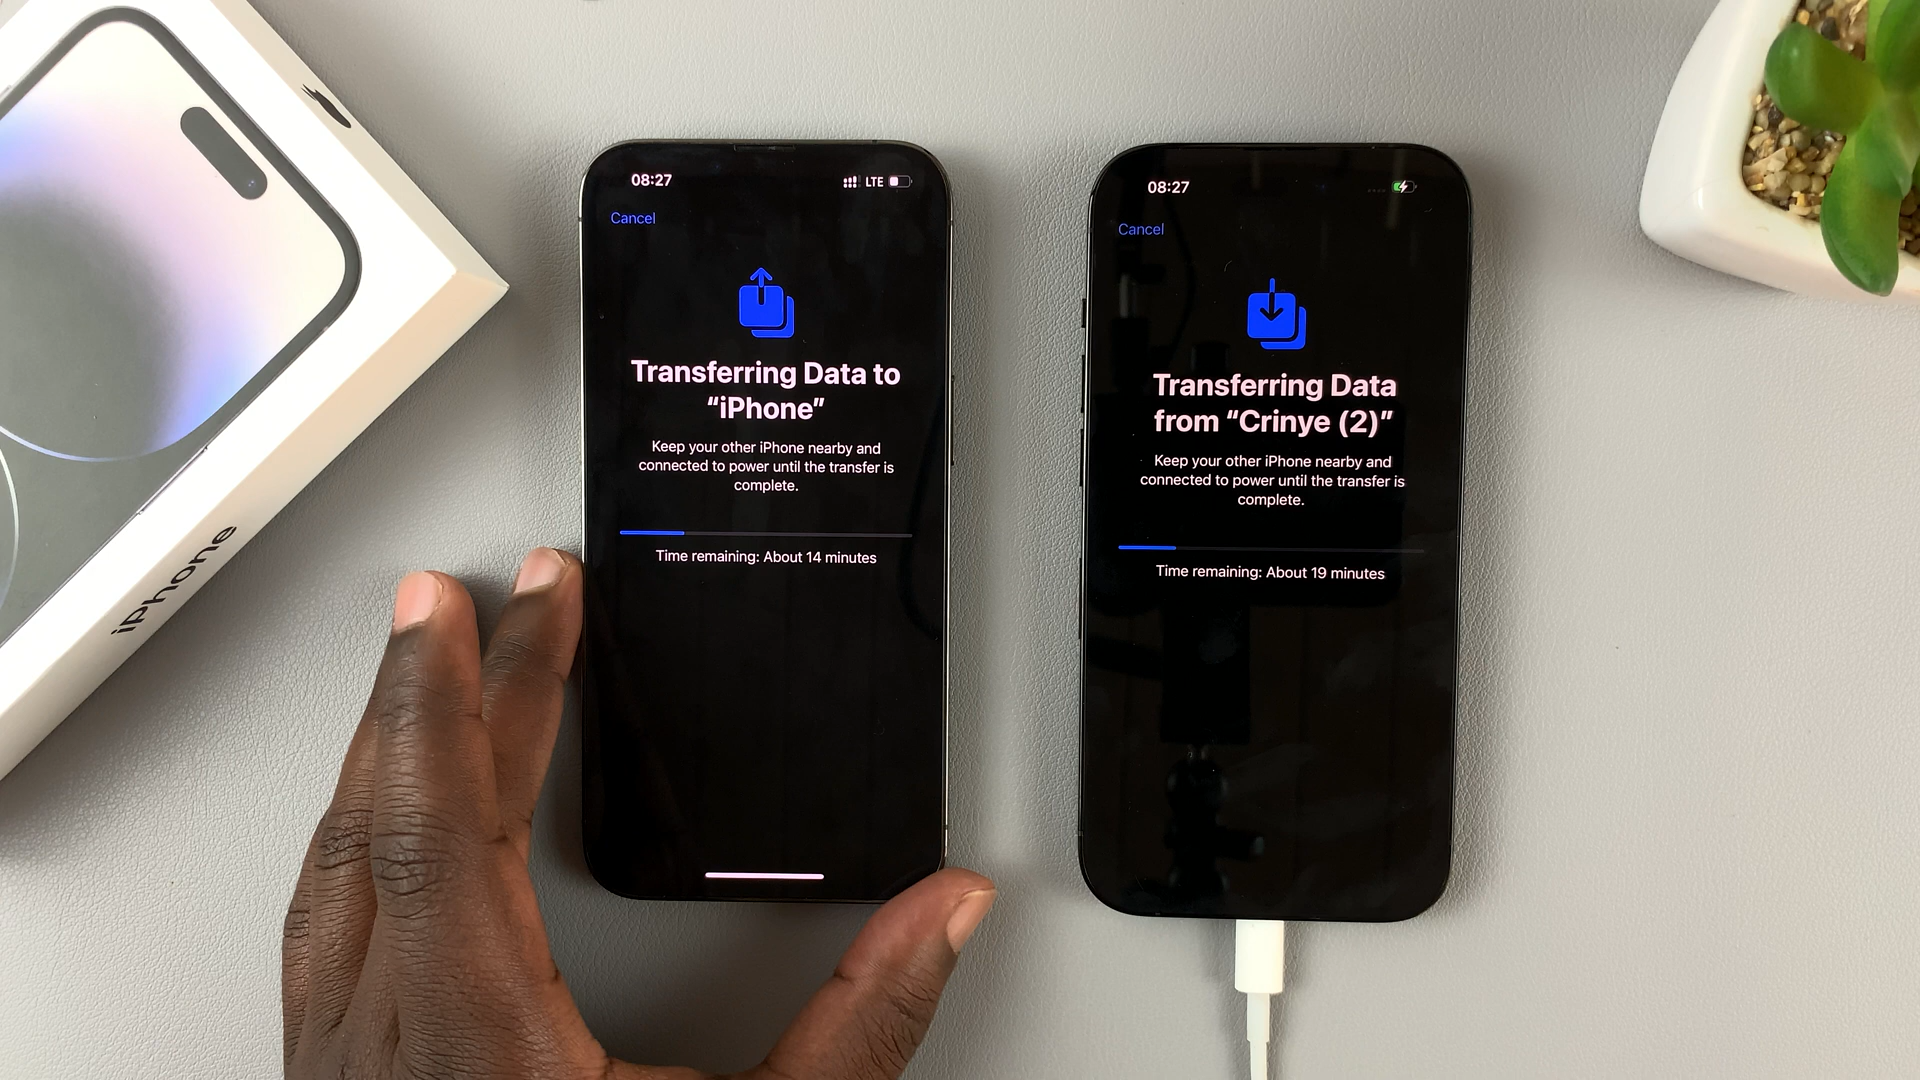 iPhone
08:27
LTE
Cancel
Transferring Data to
“iPhone”
Keep your other iPhone nearby and
connected to power until the transfer is
complete.
Time remaining: About 14 minutes
08:27
Cancel
Transferring Data
from “Crinye (2)”
Keep your other iPhone nearby and
connected to power until the transfer is
complete.
Time remaining: About 19 minutes